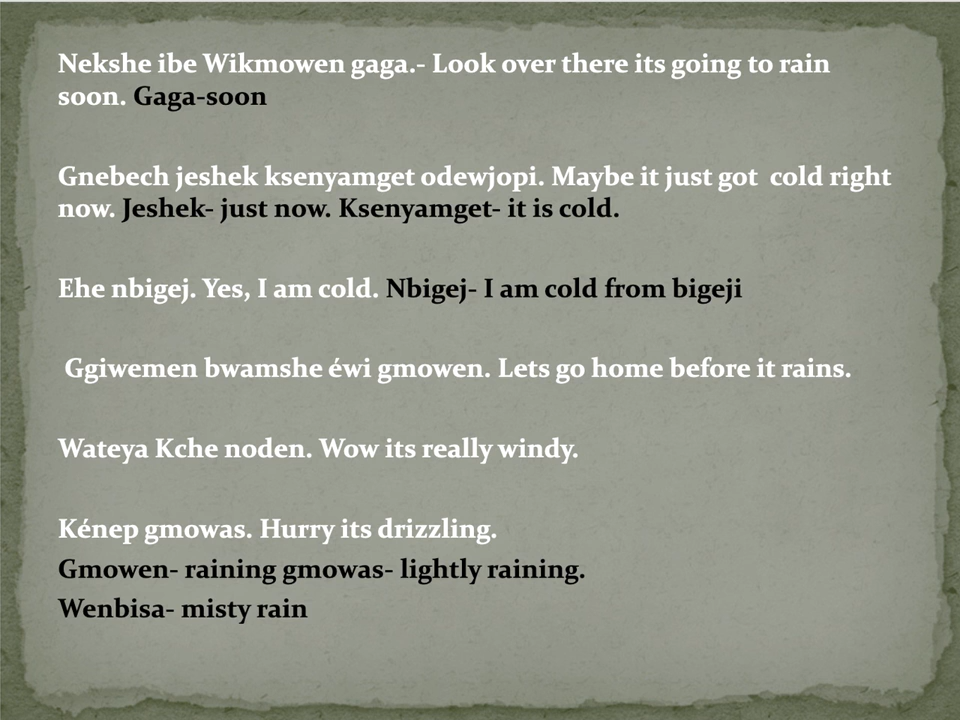 Nekshe ibe Wikmowen gaga.- Look over there its going to rain
soon. Gaga-soon
Gnebech jeshek ksenyamget odewjopi. Maybe it just got  cold right
now. Jeshek- just now. Ksenyamget- it is cold.
Ehe nbigej. Yes, I am cold. Nbigej- I am cold from bigeji
Ggiwemen bwamshe éwi gmowen. Lets go home before it rains.
Wateya Kche noden. Wow its really windy.
Kénep gmowas. Hurry its drizzling.
Gmowen- raining gmowas- lightly raining.
Wenbisa- misty rain